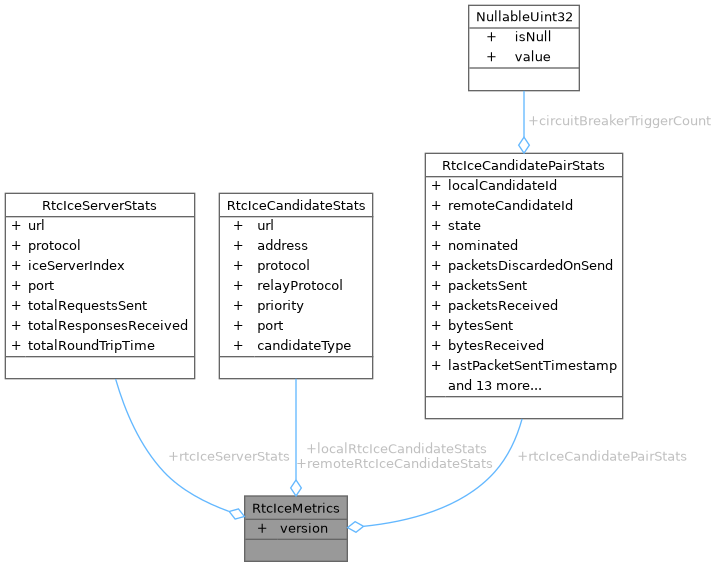 NullableUint32
+ isNull
+ value
+circuitBreakerTriggerCount
RtcIceCandidatePairStats
+ localCandidateId
+ remoteCandidateId
+ state
+ nominated
+ packetsDiscardedOnSend
+ packetsSent
+ packetsReceived
+ bytesSent
+ bytesReceived
+ lastPacketSentTimestamp
and 13 more...
RtcIceServerStats
+ url
+ protocol
+ iceServerIndex
+ port
+ totalRequestsSent
+ totalResponsesReceived
+ totalRoundTripTime
RtcIceCandidateStats
+ url
+ address
+ protocol
+ relayProtocol
+ priority
+ port
+ candidateType
+rtcIceServerStats
+localRtcIceCandidateStats
+remoteRtcIceCandidateStats
+rtcIceCandidatePairStats
RtcIceMetrics
+ version